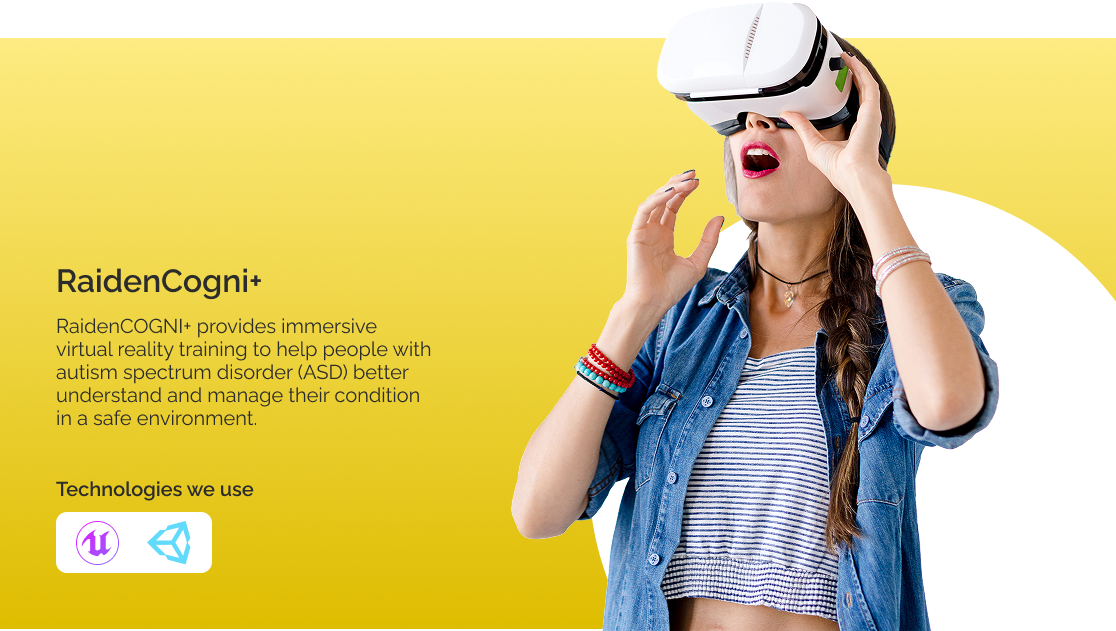 RaidenCogni+
RaidenCOGNI+ provides immersive
virtual reality training to help people with
autism spectrum disorder (ASD) better
understand and manage their condition
in a safe environment.
Technologies we use